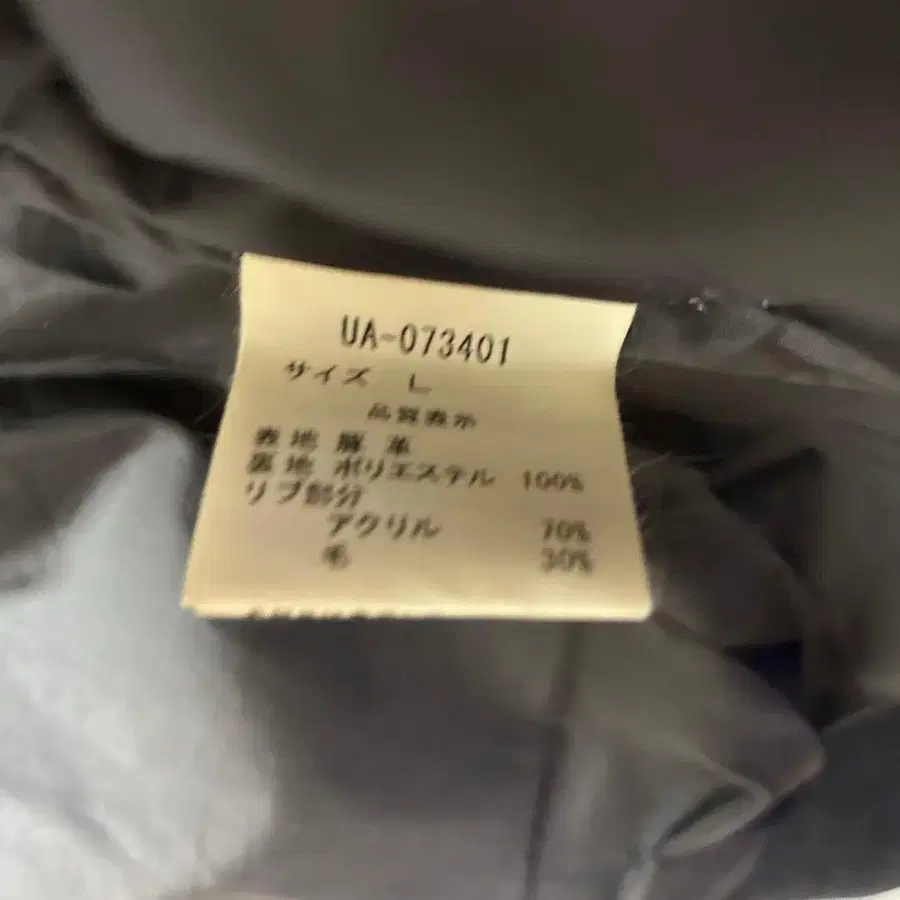 UA-073401
サイズ L
品質表示
表地 豚革
裏地 ポリエステル 100%
リブ部分
アクリル 70%
毛 30%